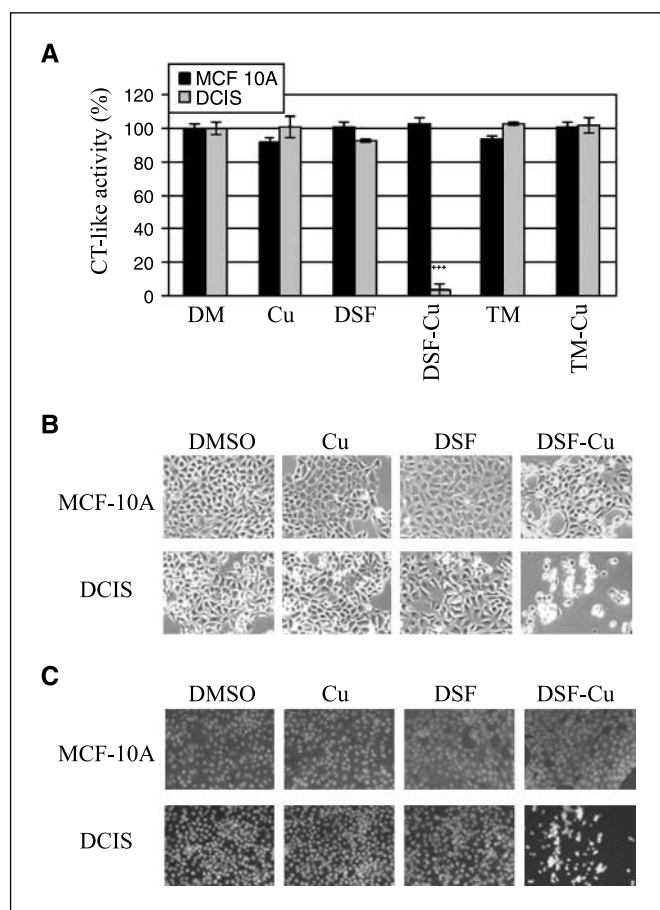 A
MCF 10A
DCIS
CT-like activity (%)
120
100
80
60
40
20
0
+++
DM
Cu
DSF
DSF-Cu
TM
TM-Cu
B
DMSO
Cu
DSF
DSF-Cu
MCF-10A
DCIS
C
DMSO
Cu
DSF
DSF-Cu
MCF-10A
DCIS